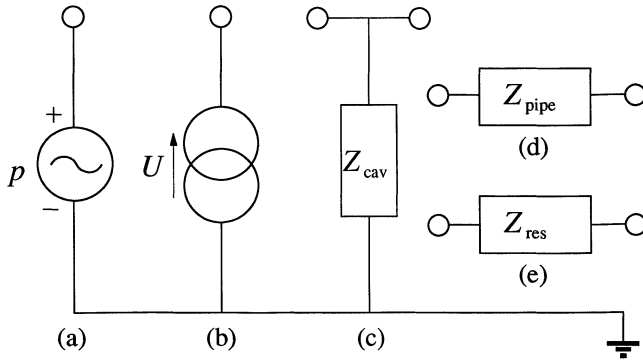 +
p
−
U
Z_cav
Z_pipe
(d)
Z_res
(e)
(a)
(b)
(c)